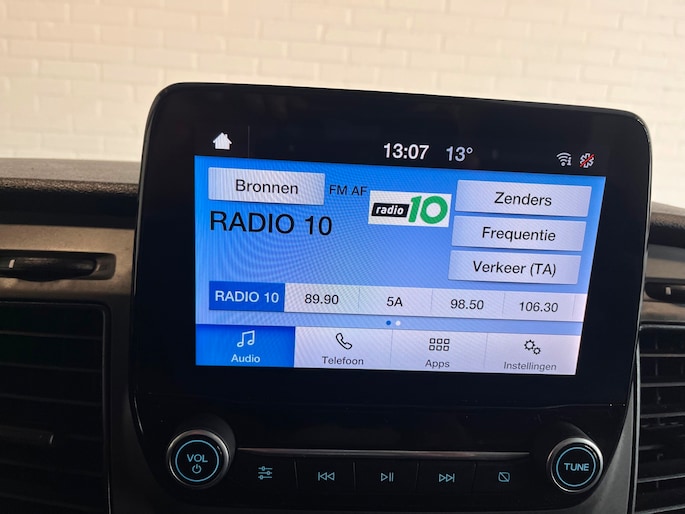 13:07 13°
Bronnen
FM AF
radio 10
Zenders
RADIO 10
Frequentie
Verkeer (TA)
RADIO 10 89.90 5A 98.50 106.30
Audio Telefoon Apps Instellingen
VOL
TUNE